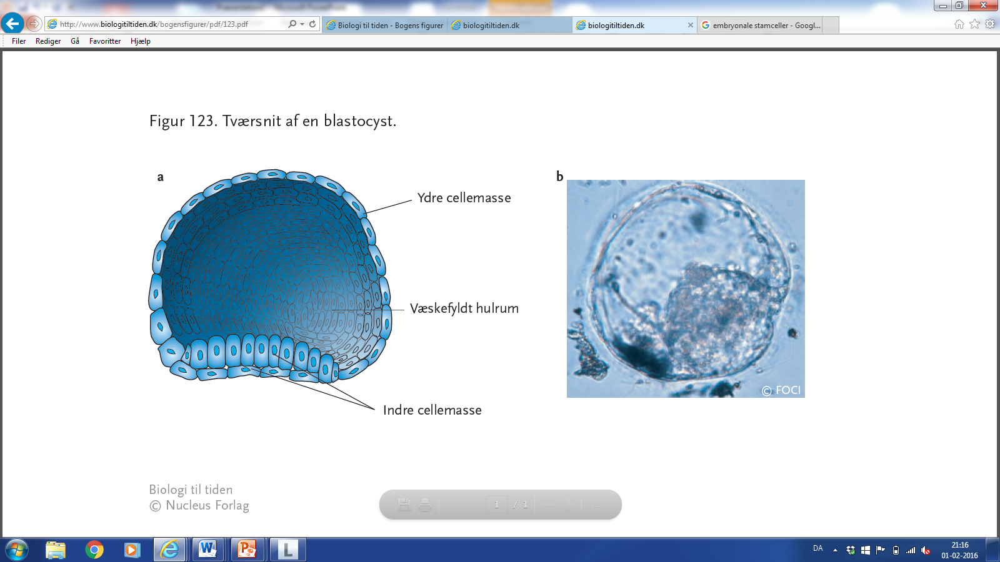 http://www.biologitiltiden.dk/bogensfigurer/pdf/123.pdf
Biologi til tiden - Bogens figurer
biologitiltiden.dk
biologitiltiden.dk
embryonale stamceller - Googl...
Filer Rediger Gå Favoritter Hjælp
Figur 123. Tværsnit af en blastocyst.
a
b
Ydre cellemasse
Væskefyldt hulrum
Indre cellemasse
© FOCI
Biologi til tiden
© Nucleus Forlag
1 / 1
DA
21:16
01-02-2016